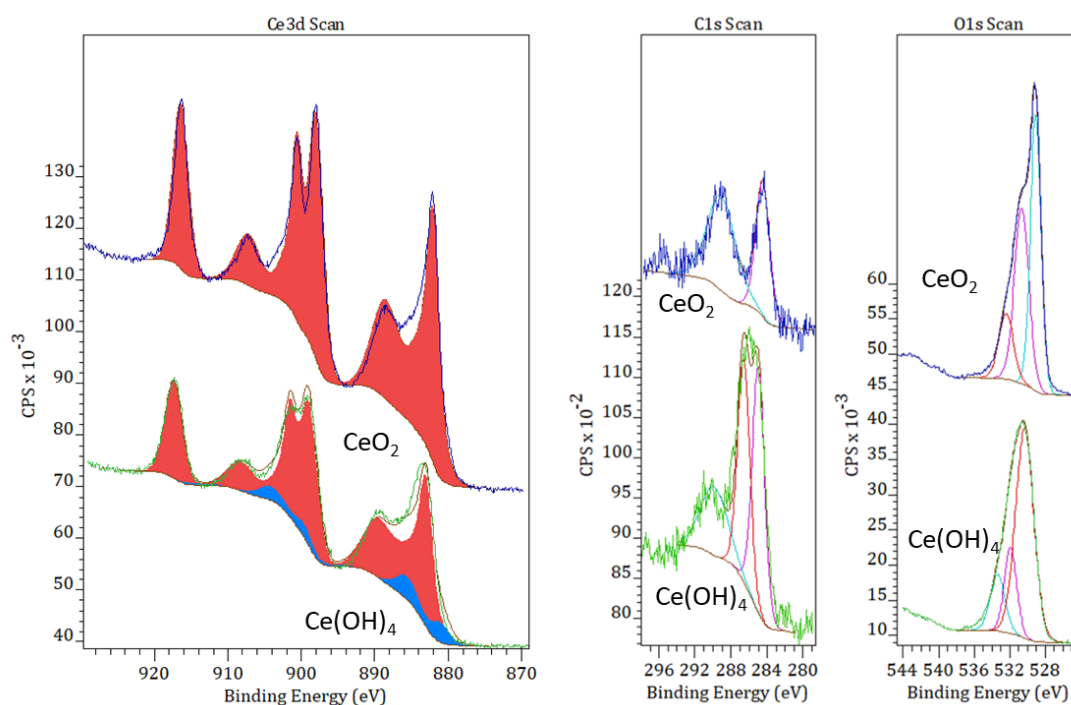 Ce3d Scan
CPS x 10⁻³
130
120
110
100
90
80
70
60
50
40
CeO₂
Ce(OH)₄
920 910 900 890 880 870
Binding Energy (eV)
C1s Scan
CPS x 10⁻²
120
115
110
105
100
95
90
85
80
CeO₂
Ce(OH)₄
296 292 288 284 280
Binding Energy (eV)
O1s Scan
CPS x 10⁻³
60
50
45
40
35
30
20
10
CeO₂
Ce(OH)₄
544 540 536 532 528
Binding Energy (eV)